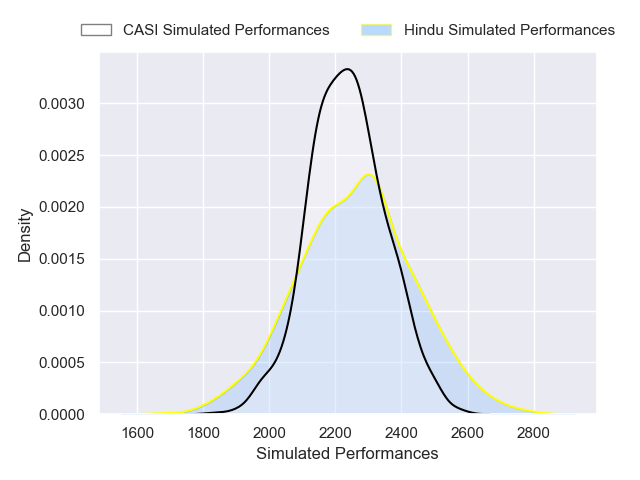 CASI Simulated Performances
Hindu Simulated Performances
0.0030
0.0025
0.0020
0.0015
0.0010
0.0005
0.0000
Density
1600 1800 2000 2200 2400 2600 2800
Simulated Performances